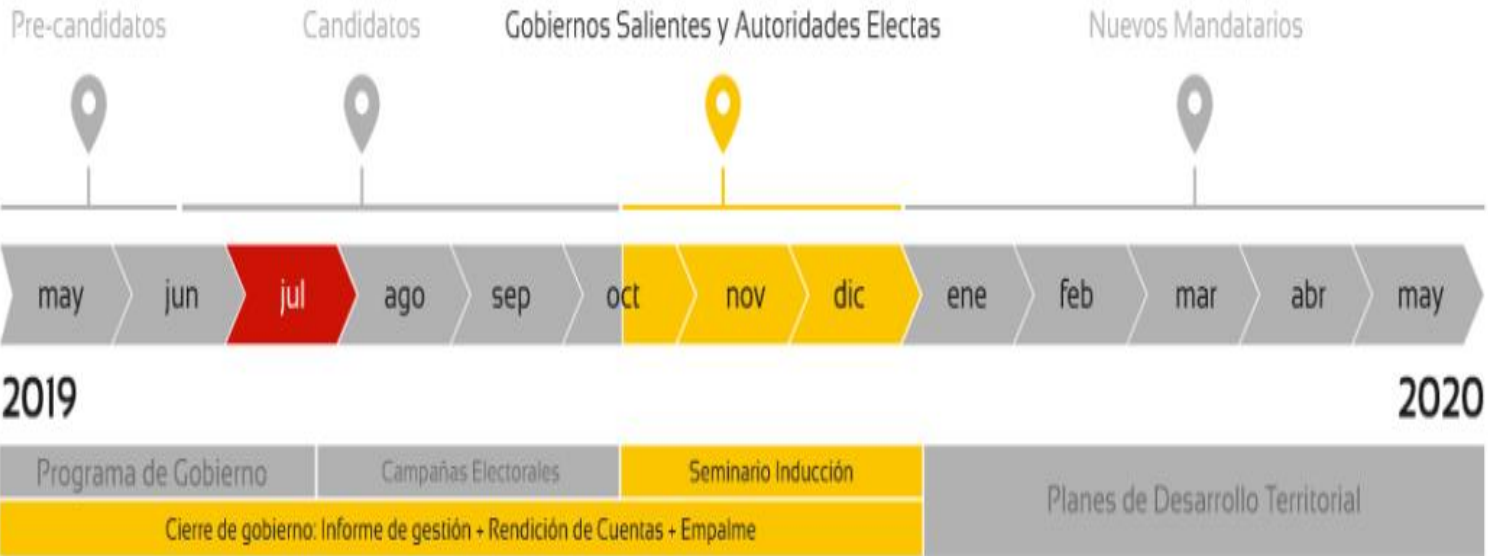 Pre-candidatos
Candidatos
Gobiernos Salientes y Autoridades Electas
Nuevos Mandatarios
may
jun
jul
ago
sep
oct
nov
dic
ene
feb
mar
abr
may
2019
2020
Programa de Gobierno
Campañas Electorales
Seminario Inducción
Planes de Desarrollo Territorial
Cierre de gobierno: Informe de gestión + Rendición de Cuentas + Empalme